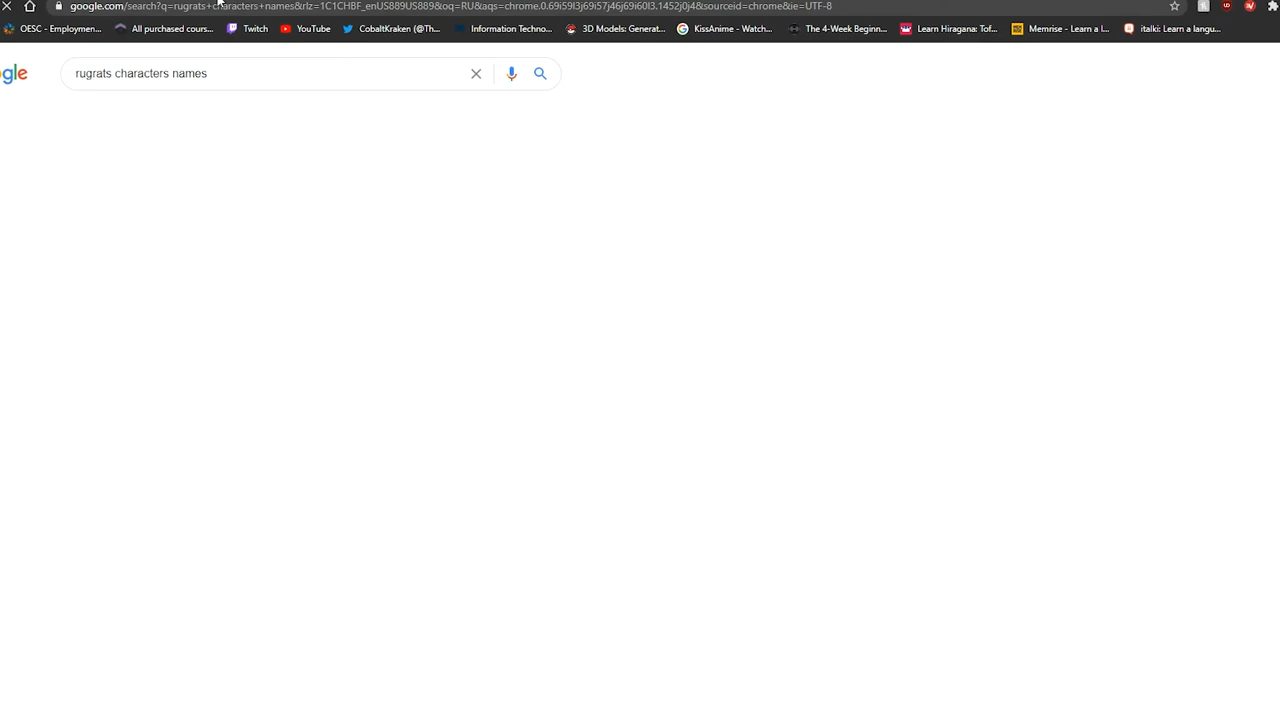 google.com/search?q=rugrats+characters+names&rlz=1C1CHBF_enUS889US889&oq=RU&aqs=chrome.0.69i59l3j69i57j46j69i60l3.1452j0j4&sourceid=chrome&ie=UTF-8
OESC - Employmen... All purchased cours... Twitch YouTube CobaltKraken (@Th... Information Techno... 3D Models: Generat... KissAnime - Watch... The 4-Week Beginn... Learn Hiragana: Tof... Memrise - Learn a l... italki: Learn a langu...
gle rugrats characters names